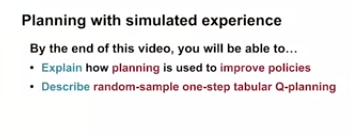 Planning with simulated experience
By the end of this video, you will be able to...
• Explain how planning is used to improve policies
• Describe random-sample one-step tabular Q-planning